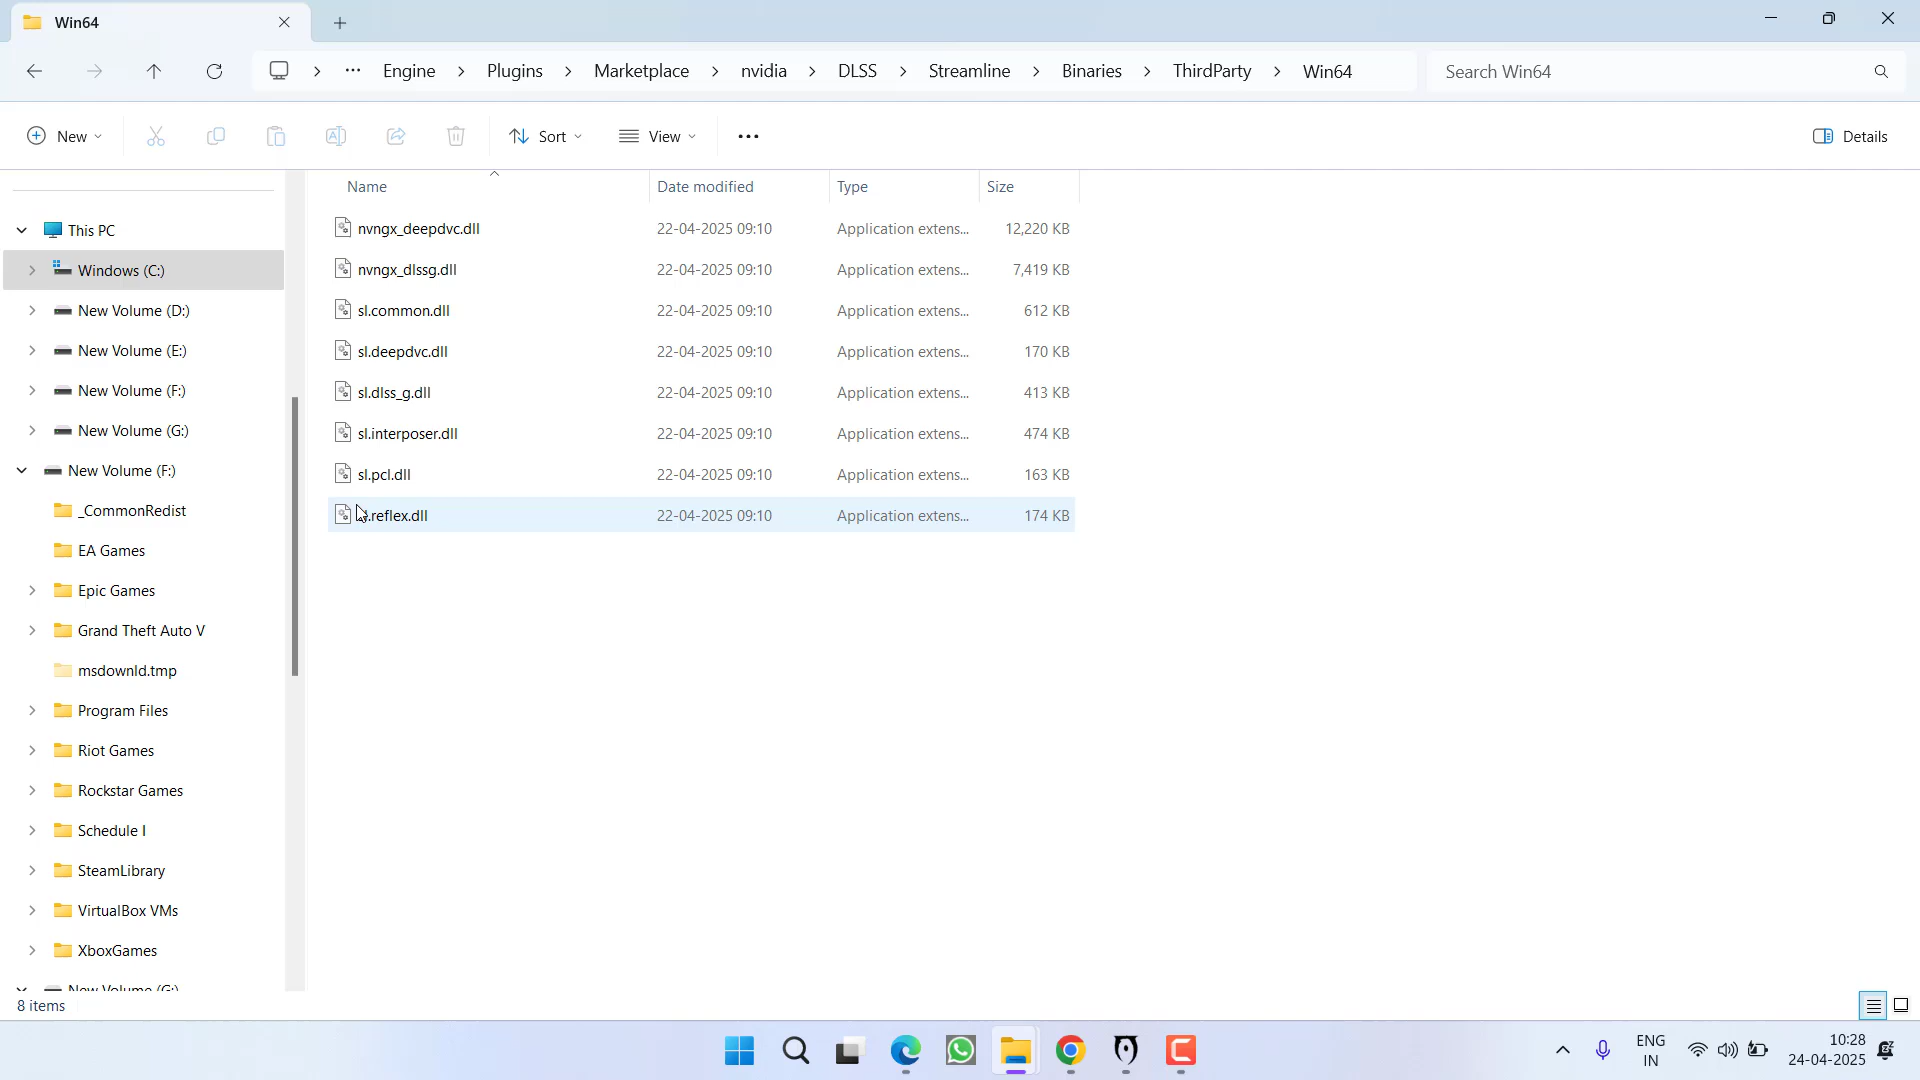 Win64
Engine > Plugins > Marketplace > nvidia > DLSS > Streamline > Binaries > ThirdParty > Win64
Search Win64
New
Sort
View
Details
Name Date modified Type Size
nvngx_deepdvc.dll 22-04-2025 09:10 Application extens... 12,220 KB
nvngx_dlssg.dll 22-04-2025 09:10 Application extens... 7,419 KB
sl.common.dll 22-04-2025 09:10 Application extens... 612 KB
sl.deepdvc.dll 22-04-2025 09:10 Application extens... 170 KB
sl.dlss_g.dll 22-04-2025 09:10 Application extens... 413 KB
sl.interposer.dll 22-04-2025 09:10 Application extens... 474 KB
sl.pcl.dll 22-04-2025 09:10 Application extens... 163 KB
.reflex.dll 22-04-2025 09:10 Application extens... 174 KB
This PC
Windows (C:)
New Volume (D:)
New Volume (E:)
New Volume (F:)
New Volume (G:)
New Volume (F:)
_CommonRedist
EA Games
Epic Games
Grand Theft Auto V
msdownld.tmp
Program Files
Riot Games
Rockstar Games
Schedule I
SteamLibrary
VirtualBox VMs
XboxGames
New Volume (G:)
8 items
ENG
IN
10:28
24-04-2025